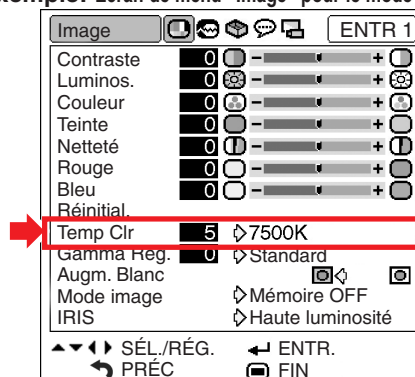 Écran de menu "Image" pour le mode
Image ENTR 1
Contraste 0 - +
Luminos. 0 - +
Couleur 0 - +
Teinte 0 - +
Netteté 0 - +
Rouge 0 - +
Bleu 0 - +
Réinitial.
Temp Clr 5 7500K
Gamma Rég. 0 Standard
Augm. Blanc
Mode image Mémoire OFF
IRIS Haute luminosité
SÉL./RÉG. ENTR.
PRÉC FIN